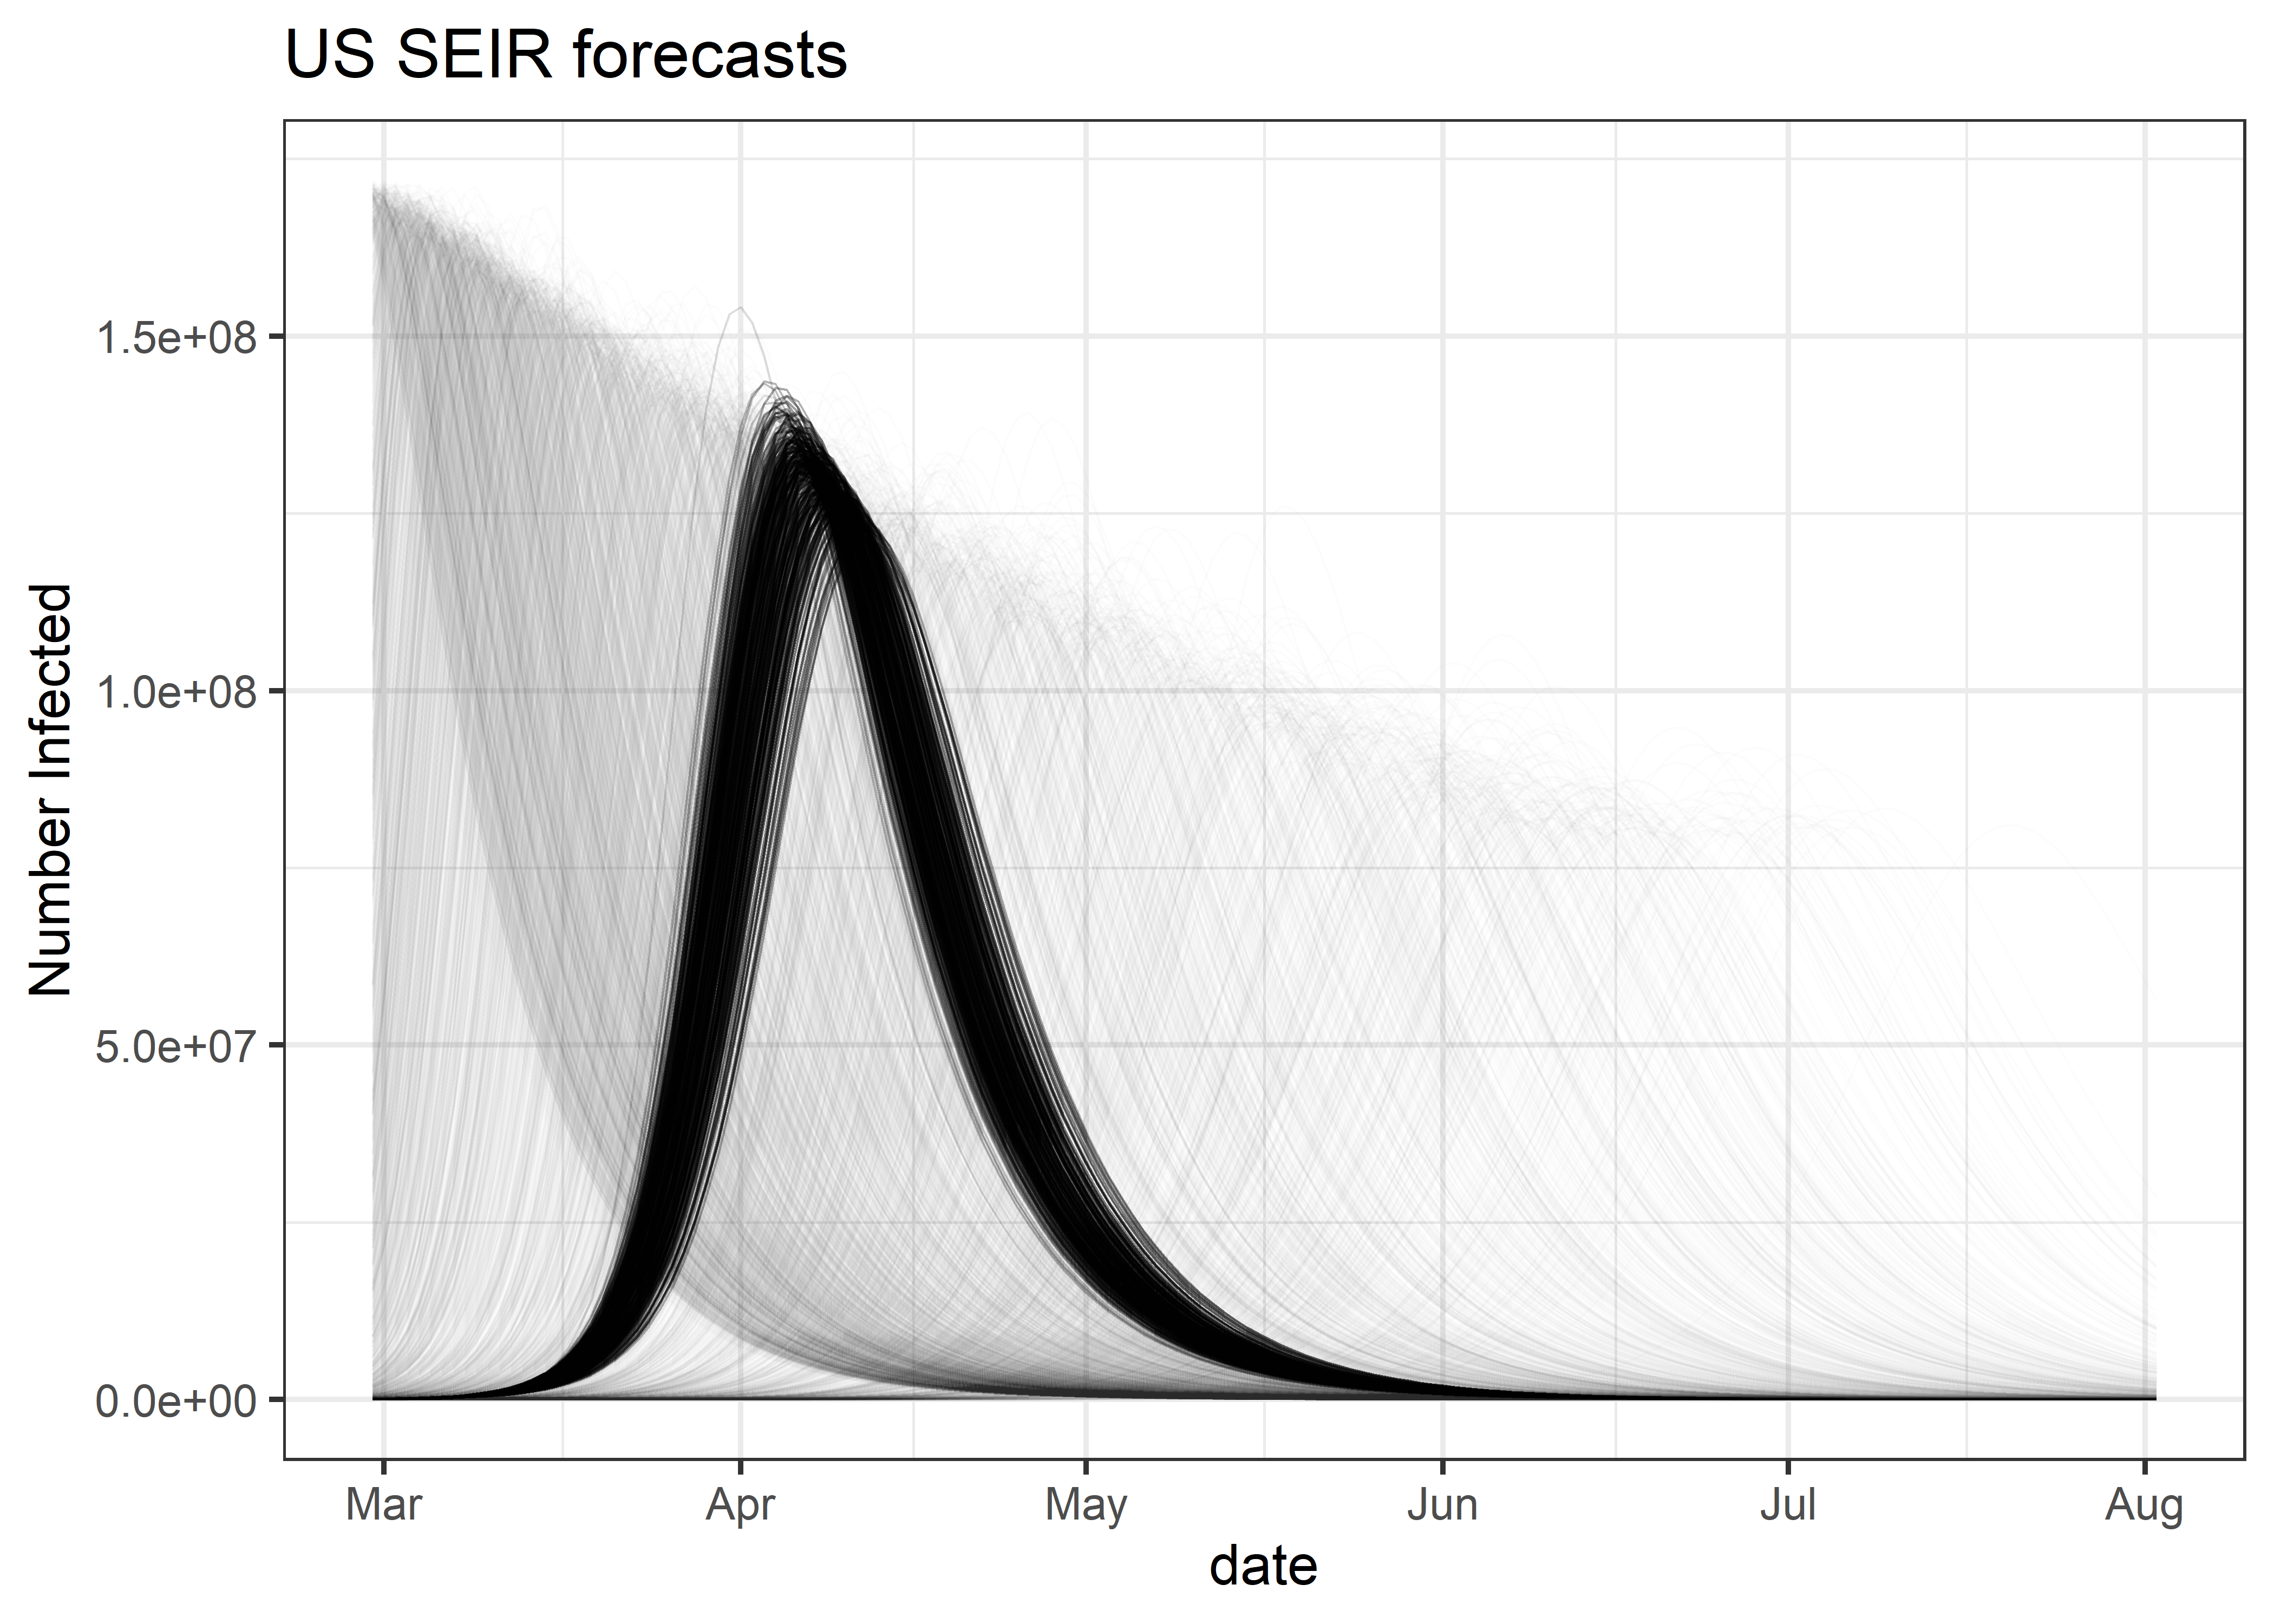 US SEIR forecasts
1.5e+08
1.0e+08
5.0e+07
0.0e+00
Number Infected
Mar Apr May Jun Jul Aug
date